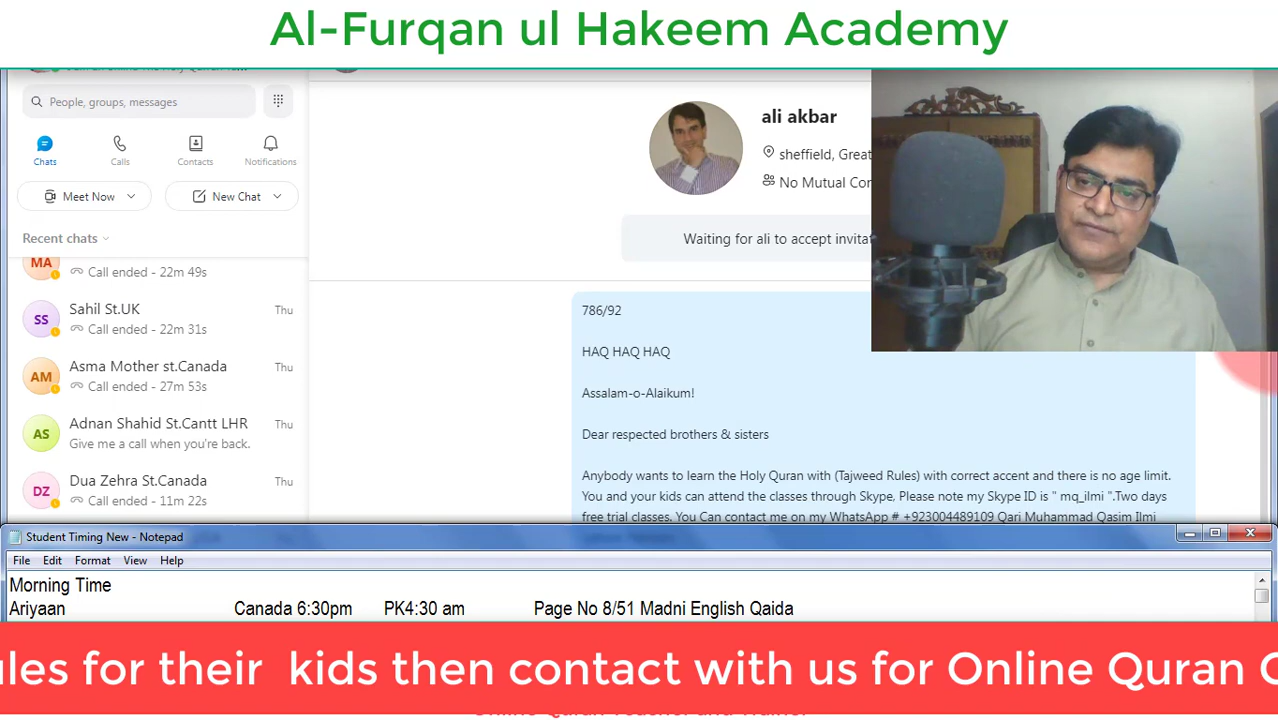 Al-Furqan ul Hakeem Academy
People, groups, messages
Chats
Calls
Contacts
Notifications
Meet Now
New Chat
Recent chats
MA
Call ended - 22m 49s
SS
Sahil St.UK
Thu
Call ended - 22m 31s
AM
Asma Mother st.Canada
Thu
Call ended - 27m 53s
AS
Adnan Shahid St.Cantt LHR
Thu
Give me a call when you're back.
DZ
Dua Zehra St.Canada
Thu
Call ended - 11m 22s
ali akbar
sheffield, Great
No Mutual Con
Waiting for ali to accept invita
786/92
HAQ HAQ HAQ
Assalam-o-Alaikum!
Dear respected brothers & sisters
Anybody wants to learn the Holy Quran with (Tajweed Rules) with correct accent and there is no age limit.
You and your kids can attend the classes through Skype, Please note my Skype ID is " mq_ilmi ".Two days
free trial classes. You Can contact me on my WhatsApp # +923004489109 Qari Muhammad Qasim Ilmi
Student Timing New - Notepad
File Edit Format View Help
Morning Time
Ariyaan Canada 6:30pm PK4:30 am Page No 8/51 Madni English Qaida
ules for their kids then contact with us for Online Quran